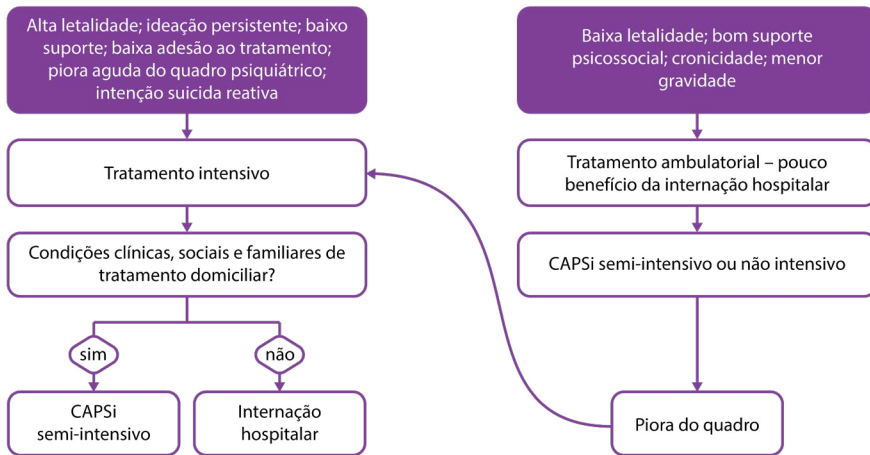 Alta letalidade; ideação persistente; baixo
suporte; baixa adesão ao tratamento;
piora aguda do quadro psiquiátrico;
intenção suicida reativa
Tratamento intensivo
Condições clínicas, sociais e familiares de
tratamento domiciliar?
sim
não
CAPSi
semi-intensivo
Internação
hospitalar
Baixa letalidade; bom suporte
psicossocial; cronicidade; menor
gravidade
Tratamento ambulatorial – pouco
benefício da internação hospitalar
CAPSi semi-intensivo ou não intensivo
Piora do quadro